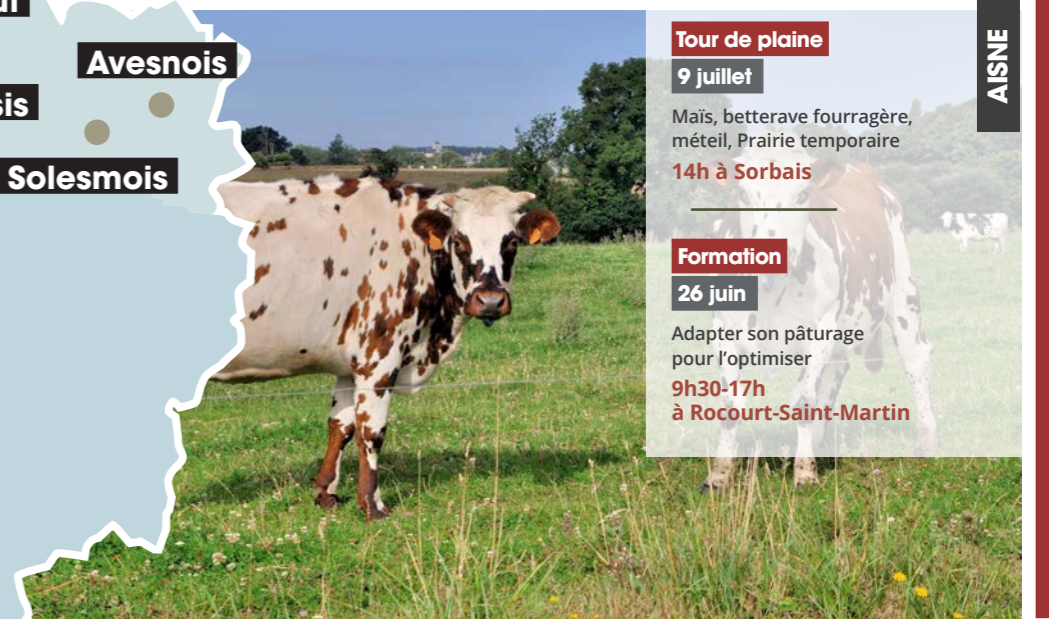 Avesnois
Solesmois
AISNE
Tour de plaine
9 juillet
Maïs, betterave fourragère,
méteil, Prairie temporaire
14h à Sorbais
Formation
26 juin
Adapter son pâturage
pour l'optimiser
9h30-17h
à Rocourt-Saint-Martin